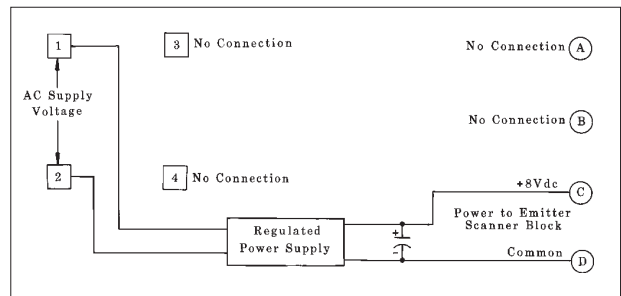 1
3 No Connection
No Connection A
AC Supply
Voltage
No Connection B
2
4 No Connection
+8Vdc
C
Power to Emitter
Scanner Block
Regulated
Power Supply
+
-
Common
D